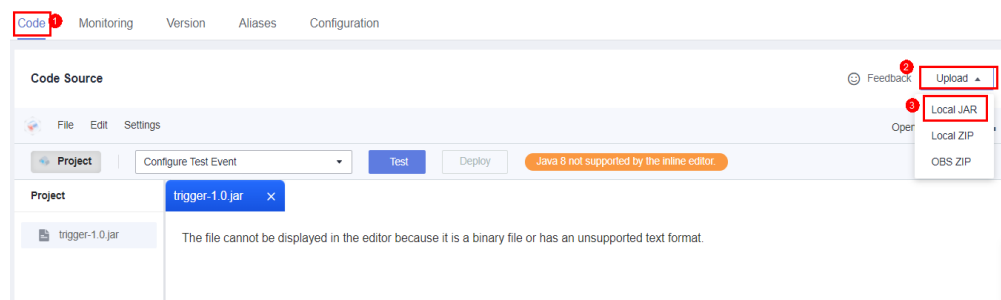 Code 1 Monitoring Version Aliases Configuration
Code Source
2
Feedback Upload
3 Local JAR
File Edit Settings
Open
Local ZIP
Project Configure Test Event Test Deploy Java 8 not supported by the inline editor.
OBS ZIP
Project trigger-1.0.jar ×
trigger-1.0.jar
The file cannot be displayed in the editor because it is a binary file or has an unsupported text format.